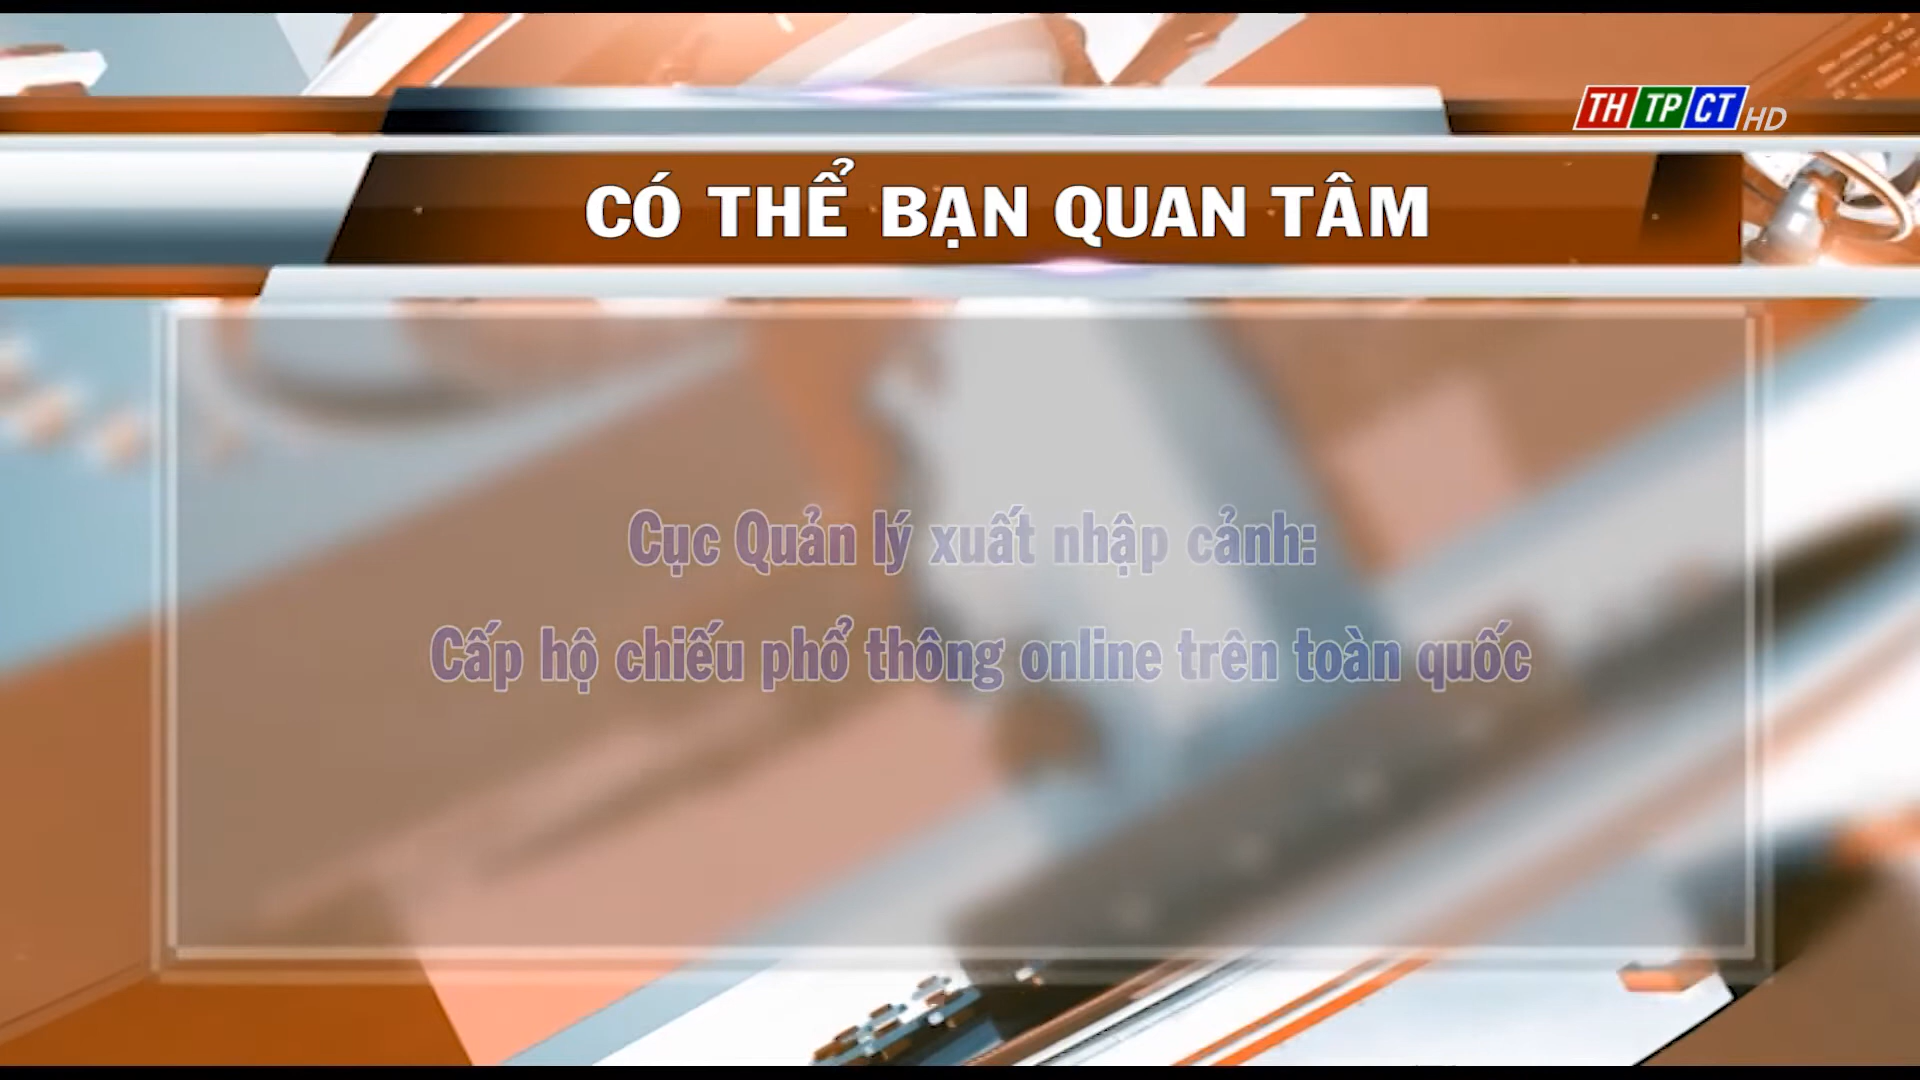 THTPCT HD
CÓ THỂ BẠN QUAN TÂM
Cục Quản lý xuất nhập cảnh:
Cấp hộ chiếu phổ thông online trên toàn quốc